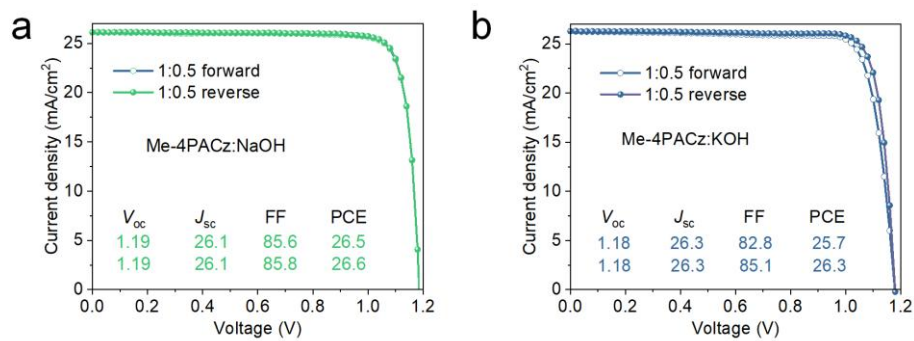 a
Current density (mA/cm²)
25
20
15
10
5
0
1:0.5 forward
1:0.5 reverse
Me-4PACz:NaOH
Voc Jsc FF PCE
1.19 26.1 85.6 26.5
1.19 26.1 85.8 26.6
0.0 0.2 0.4 0.6 0.8 1.0 1.2
Voltage (V)
b
Current density (mA/cm²)
25
20
15
10
5
0
1:0.5 forward
1:0.5 reverse
Me-4PACz:KOH
Voc Jsc FF PCE
1.18 26.3 82.8 25.7
1.18 26.3 85.1 26.3
0.0 0.2 0.4 0.6 0.8 1.0 1.2
Voltage (V)